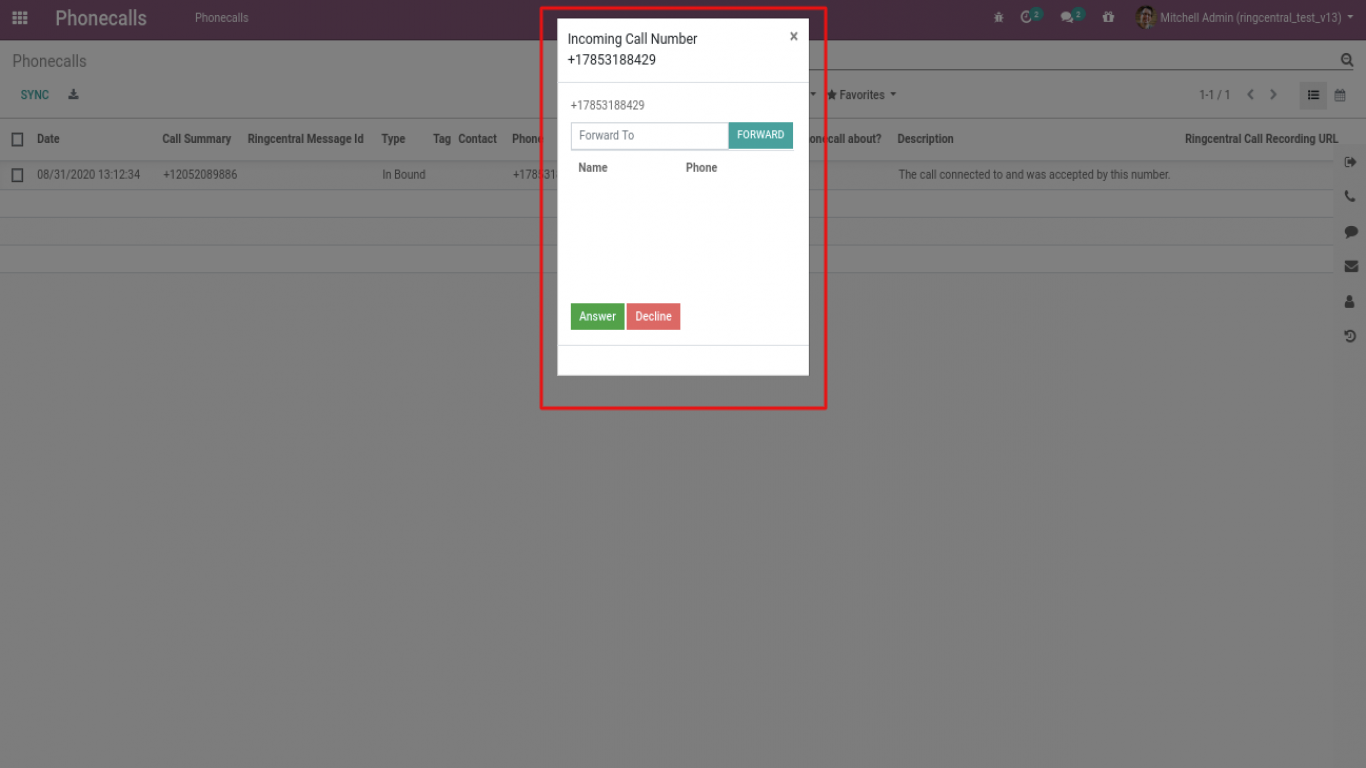 Phonecalls Phonecalls 2 2 Mitchell Admin (ringcentral_test_v13)
Phonecalls
SYNC Favorites 1-1 / 1
Date Call Summary Ringcentral Message Id Type Tag Contact Phone about? Description Ringcentral Call Recording URL
08/31/2020 13:12:34 +12052089886 In Bound The call connected to and was accepted by this number.
Incoming Call Number
+17853188429
x
+17853188429
Forward To FORWARD
Name Phone
Answer Decline